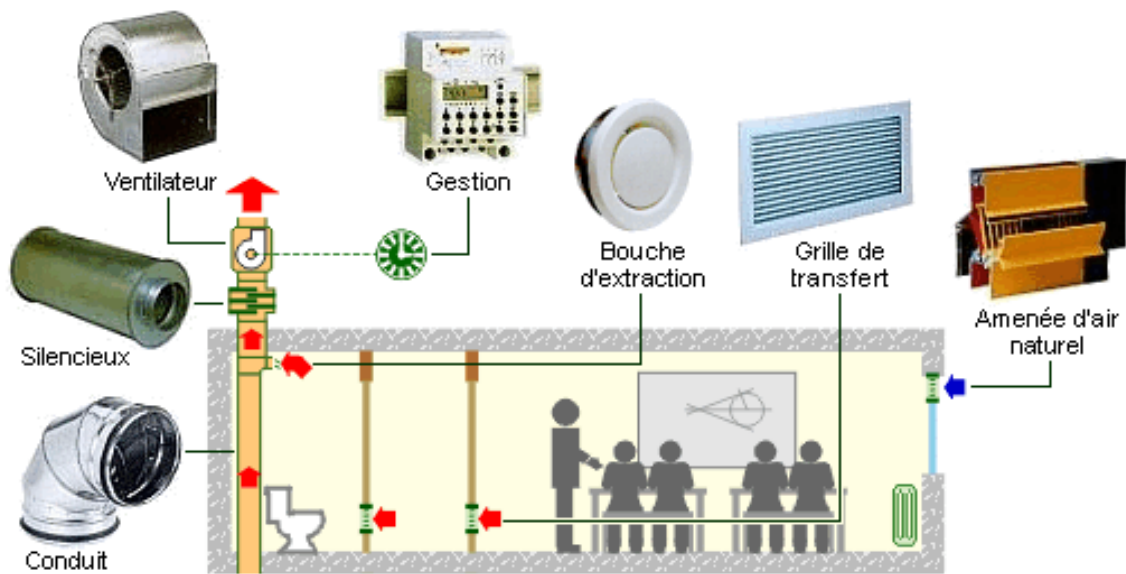 Ventilateur
Gestion
Bouche
d'extraction
Grille de
transfert
Amenée d'air
naturel
Silencieux
Conduit